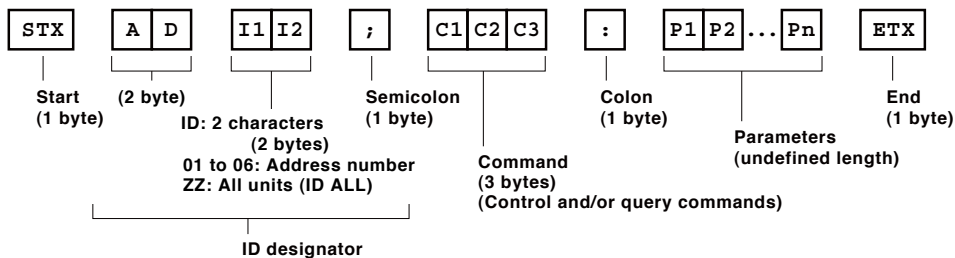 STX A D I1 I2 ; C1 C2 C3 : P1 P2 ... Pn ETX
Start
(1 byte)
(2 byte)
ID: 2 characters
(2 bytes)
01 to 06: Address number
ZZ: All units (ID ALL)
Semicolon
(1 byte)
Command
(3 bytes)
(Control and/or query commands)
Colon
(1 byte)
Parameters
(undefined length)
End
(1 byte)
ID designator